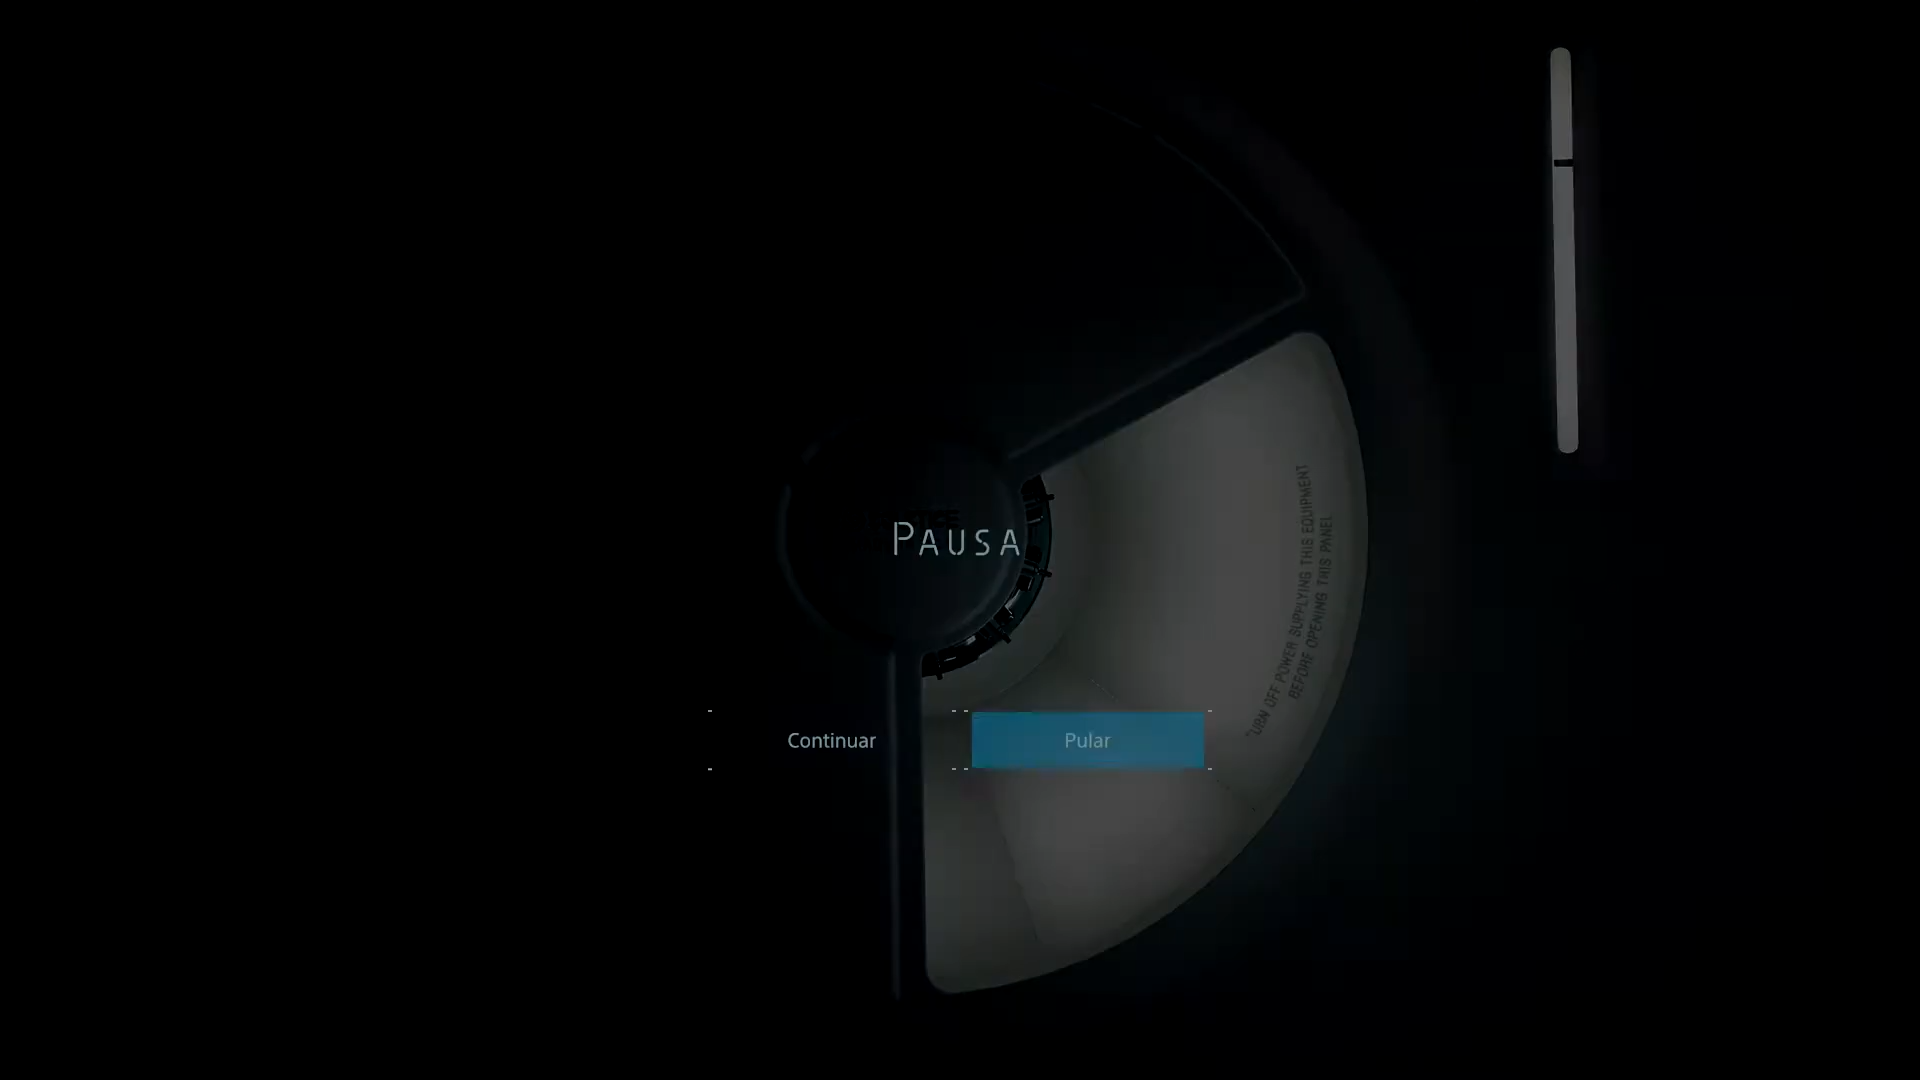 Pausa
Continuar
Pular
TURN OFF POWER SUPPLYING THIS EQUIPMENT
BEFORE OPENING THIS PANEL